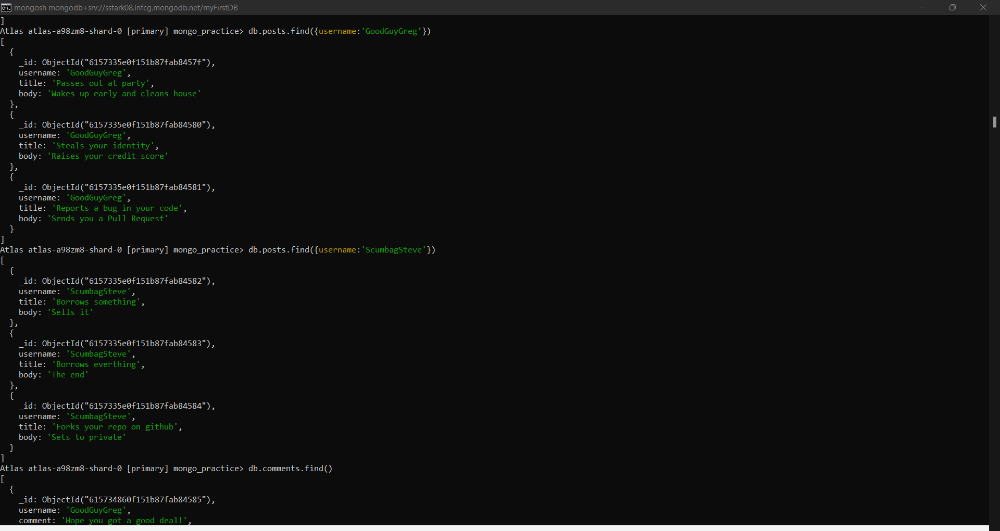 mongosh mongodb+srv://sstark08.lnfcg.mongodb.net/myFirstDB
]
Atlas atlas-a98zm8-shard-0 [primary] mongo_practice> db.posts.find({username:'GoodGuyGreg'})
[
  {
    _id: ObjectId("6157335e0f151b87fab8457f"),
    username: 'GoodGuyGreg',
    title: 'Passes out at party',
    body: 'Wakes up early and cleans house'
  },
  {
    _id: ObjectId("6157335e0f151b87fab84580"),
    username: 'GoodGuyGreg',
    title: 'Steals your identity',
    body: 'Raises your credit score'
  },
  {
    _id: ObjectId("6157335e0f151b87fab84581"),
    username: 'GoodGuyGreg',
    title: 'Reports a bug in your code',
    body: 'Sends you a Pull Request'
  }
]
Atlas atlas-a98zm8-shard-0 [primary] mongo_practice> db.posts.find({username:'ScumbagSteve'})
[
  {
    _id: ObjectId("6157335e0f151b87fab84582"),
    username: 'ScumbagSteve',
    title: 'Borrows something',
    body: 'Sells it'
  },
  {
    _id: ObjectId("6157335e0f151b87fab84583"),
    username: 'ScumbagSteve',
    title: 'Borrows everthing',
    body: 'The end'
  },
  {
    _id: ObjectId("6157335e0f151b87fab84584"),
    username: 'ScumbagSteve',
    title: 'Forks your repo on github',
    body: 'Sets to private'
  }
]
Atlas atlas-a98zm8-shard-0 [primary] mongo_practice> db.comments.find()
[
  {
    _id: ObjectId("615734860f151b87fab84585"),
    username: 'GoodGuyGreg',
    comment: 'Hope you got a good deal!',